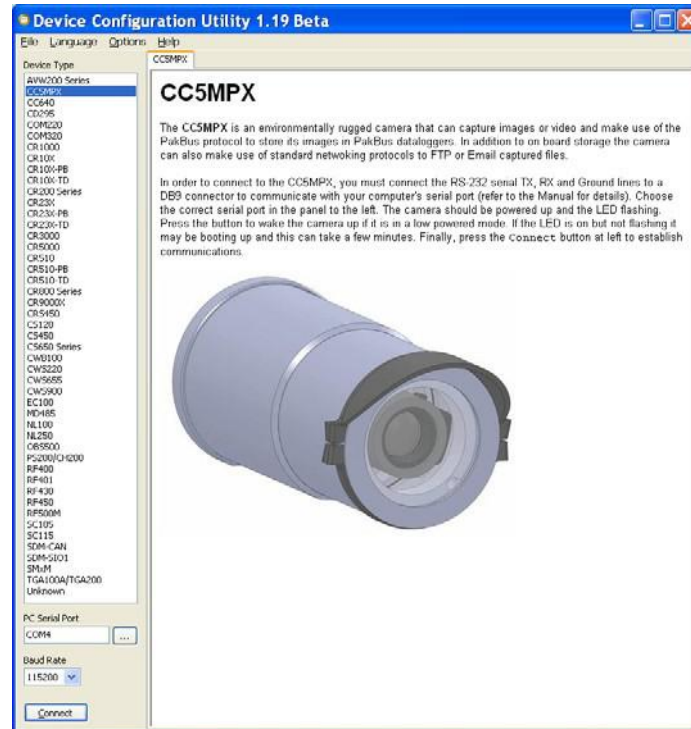 Device Configuration Utility 1.19 Beta
File Language Options Help
Device Type
CC5MPX
AVW200 Series
CC5MPX
CC640
CD295
COM220
COM320
CR1000
CR10X
CR10X-PB
CR10X-TD
CR200 Series
CR23X
CR23X-PB
CR23X-TD
CR3000
CR5000
CR510
CR510-PB
CR510-TD
CR800 Series
CR9000X
CRS450
CS120
CS450
CS650 Series
CWB100
CWS220
CWS655
CWS900
EC100
MD485
NL100
NL250
OBS500
PS200/CH200
RF400
RF401
RF430
RF450
RF500M
SC105
SC115
SDM-CAN
SDM-SIO1
SMxM
TGA100A/TGA200
Unknown
PC Serial Port
COM4
...
Baud Rate
115200
Connect
CC5MPX
The CC5MPX is an environmentally rugged camera that can capture images or video and make use of the
PakBus protocol to store its images in PakBus dataloggers. In addition to on board storage the camera
can also make use of standard netwoking protocols to FTP or Email captured files.
In order to connect to the CC5MPX, you must connect the RS-232 serial TX, RX and Ground lines to a
DB9 connector to communicate with your computer's serial port (refer to the Manual for details). Choose
the correct serial port in the panel to the left. The camera should be powered up and the LED flashing.
Press the button to wake the camera up if it is in a low powered mode. If the LED is on but not flashing it
may be booting up and this can take a few minutes. Finally, press the Connect button at left to establish
communications.